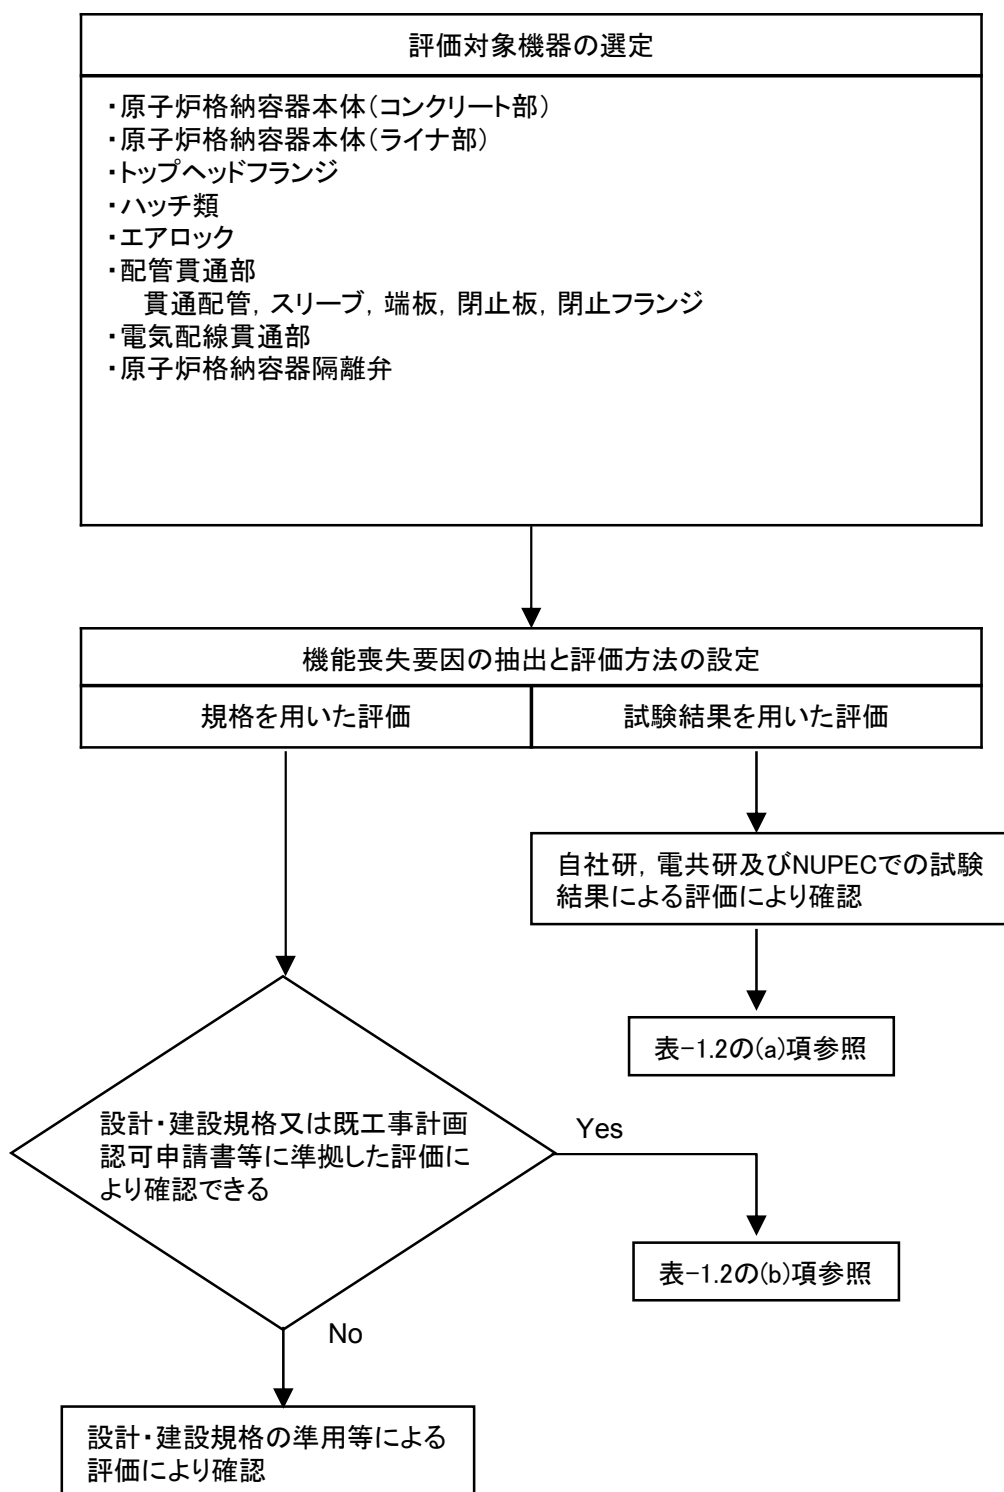 評価対象機器の選定
・原子炉格納容器本体（コンクリート部）
・原子炉格納容器本体（ライナ部）
・トップヘッドフランジ
・ハッチ類
・エアロック
・配管貫通部
貫通配管，スリーブ，端板，閉止板，閉止フランジ
・電気配線貫通部
・原子炉格納容器隔離弁
機能喪失要因の抽出と評価方法の設定
規格を用いた評価
試験結果を用いた評価
自社研，電共研及びNUPECでの試験
結果による評価により確認
表-1.2の(a)項参照
設計・建設規格又は既工事計画
認可申請書等に準拠した評価に
より確認できる
Yes
表-1.2の(b)項参照
No
設計・建設規格の準用等による
評価により確認